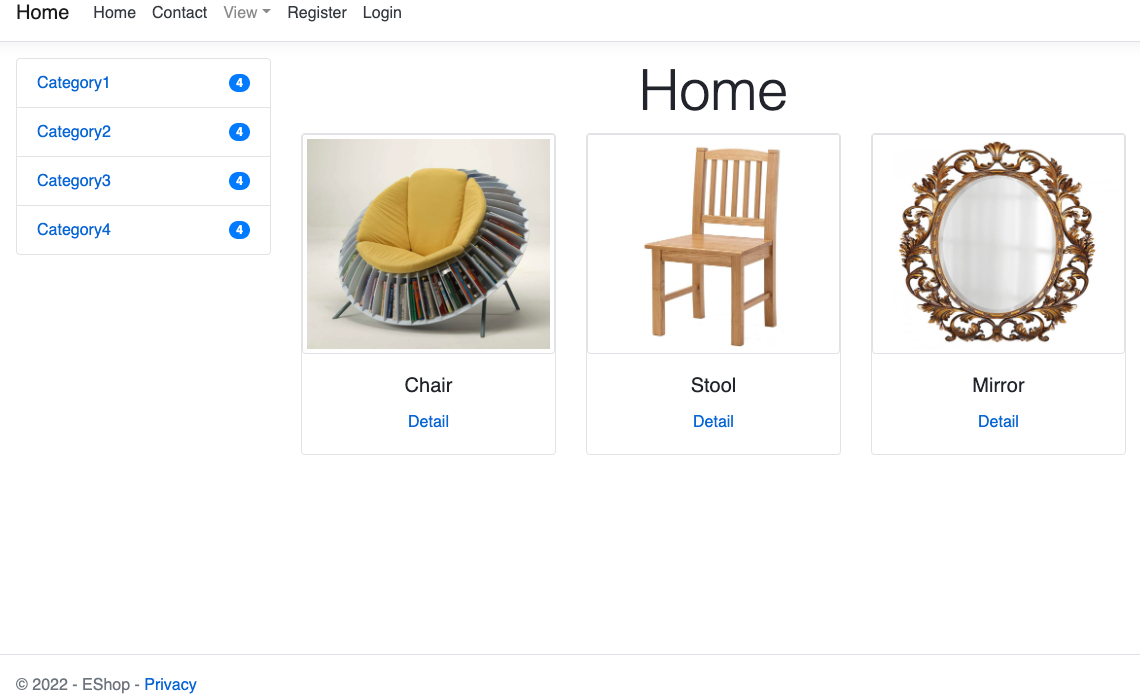 Home Home Contact View Register Login
Category1 4
Category2 4
Category3 4
Category4 4
Home
Chair Stool Mirror
Detail Detail Detail
© 2022 - EShop - Privacy